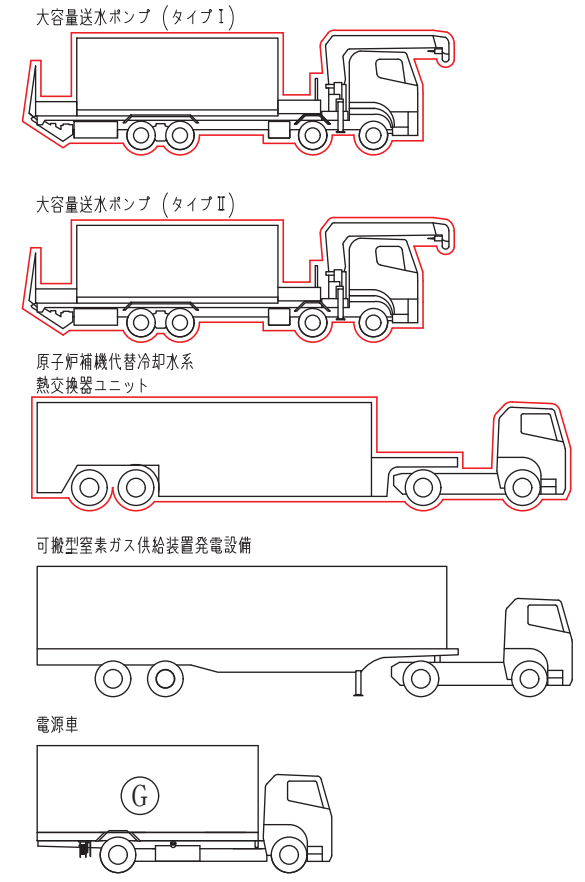 大容量送水ポンプ（タイプⅠ）
大容量送水ポンプ（タイプⅡ）
原子炉補機代替冷却水系
熱交換器ユニット
可搬型窒素ガス供給装置発電設備
電源車
G